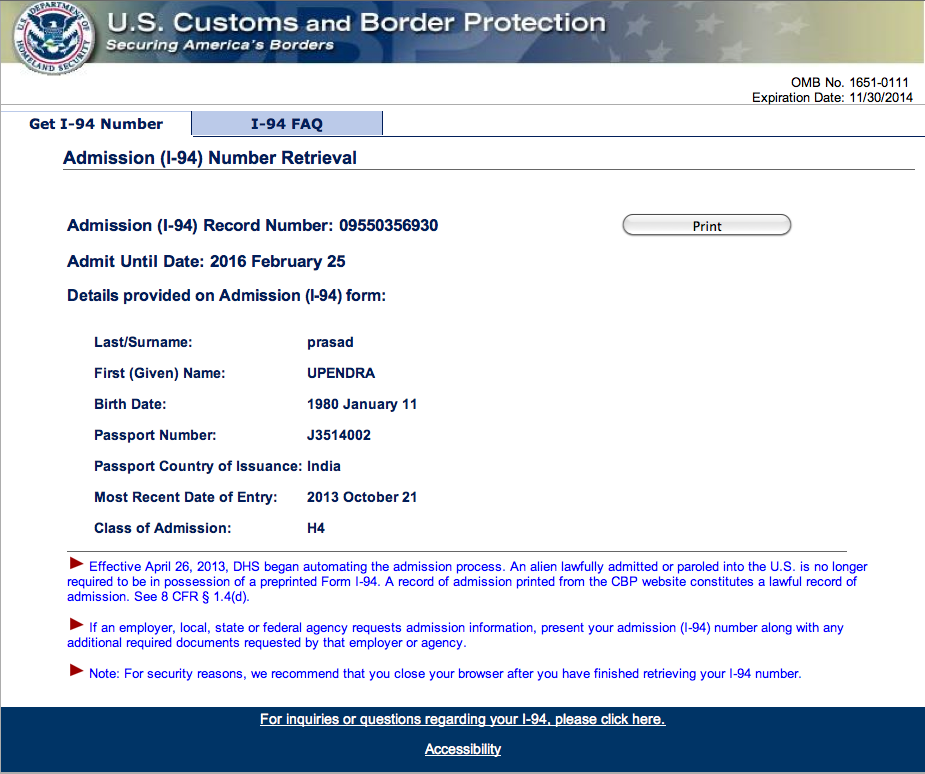 U.S. Customs and Border Protection
Securing America's Borders
U.S. DEPARTMENT OF
HOMELAND SECURITY
CBP
OMB No. 1651-0111
Expiration Date: 11/30/2014
Get I-94 Number
I-94 FAQ
Admission (I-94) Number Retrieval
Admission (I-94) Record Number: 09550356930
Print
Admit Until Date: 2016 February 25
Details provided on Admission (I-94) form:
Last/Surname: prasad
First (Given) Name: UPENDRA
Birth Date: 1980 January 11
Passport Number: J3514002
Passport Country of Issuance: India
Most Recent Date of Entry: 2013 October 21
Class of Admission: H4
Effective April 26, 2013, DHS began automating the admission process. An alien lawfully admitted or paroled into the U.S. is no longer
required to be in possession of a preprinted Form I-94. A record of admission printed from the CBP website constitutes a lawful record of
admission. See 8 CFR § 1.4(d).
If an employer, local, state or federal agency requests admission information, present your admission (I-94) number along with any
additional required documents requested by that employer or agency.
Note: For security reasons, we recommend that you close your browser after you have finished retrieving your I-94 number.
For inquiries or questions regarding your I-94, please click here.
Accessibility